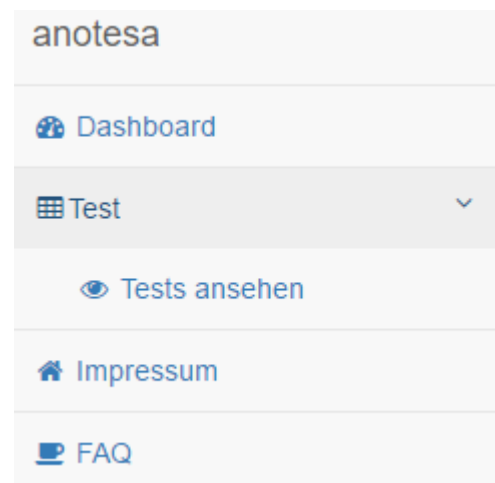 anotesa
Dashboard
Test
Tests ansehen
Impressum
FAQ